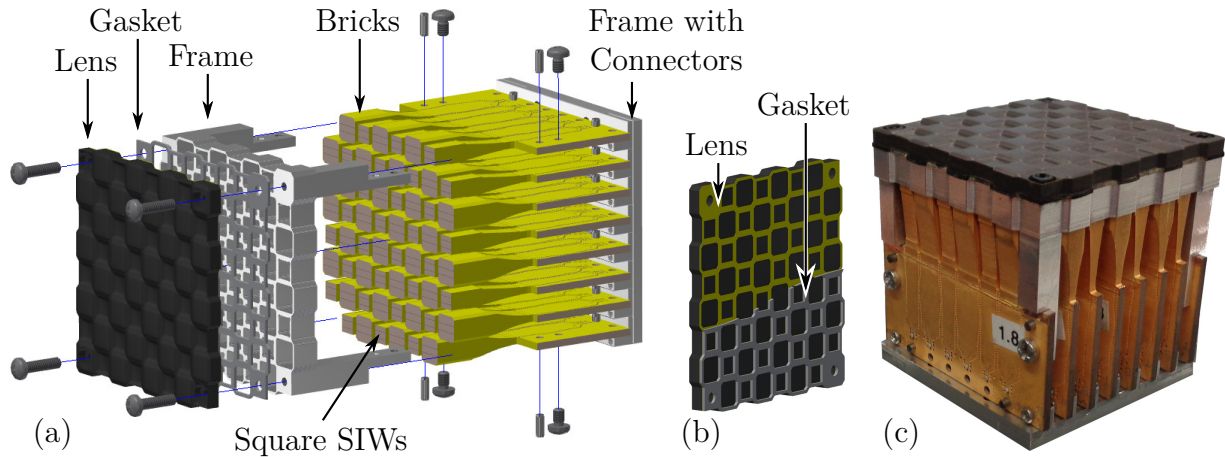 Gasket
Lens
Frame
Bricks
Frame with
Connectors
Gasket
Lens
1.8
Square SIWs
(a)
(b)
(c)